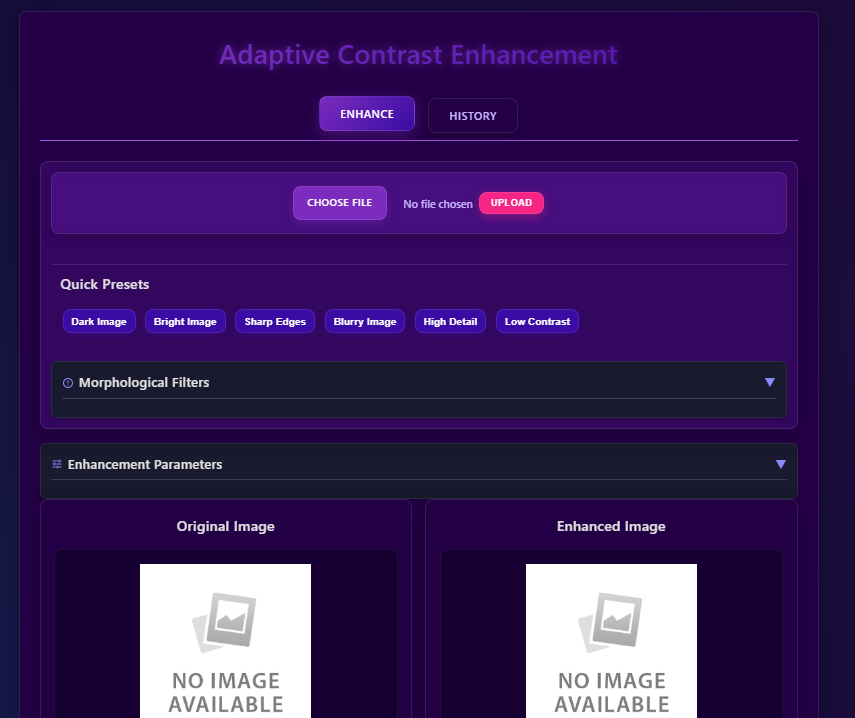 Adaptive Contrast Enhancement
ENHANCE HISTORY
CHOOSE FILE No file chosen UPLOAD
Quick Presets
Dark Image Bright Image Sharp Edges Blurry Image High Detail Low Contrast
Morphological Filters ▼
Enhancement Parameters ▼
Original Image
NO IMAGE
AVAILABLE
Enhanced Image
NO IMAGE
AVAILABLE